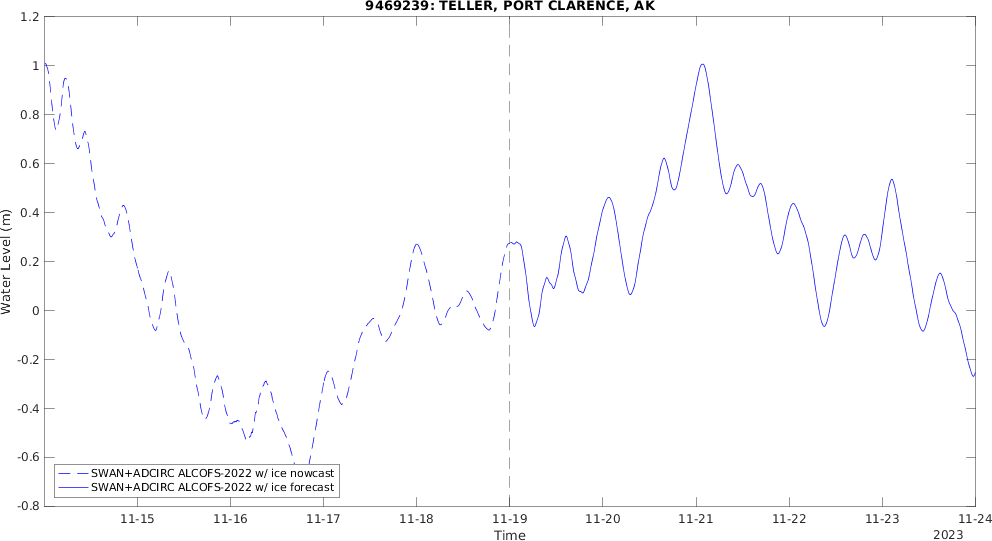 9469239: TELLER, PORT CLARENCE, AK
1.2
1
0.8
0.6
0.4
0.2
0
-0.2
-0.4
-0.6
-0.8
Water Level (m)
SWAN+ADCIRC ALCOFS-2022 w/ ice nowcast
SWAN+ADCIRC ALCOFS-2022 w/ ice forecast
11-15 11-16 11-17 11-18 11-19 11-20 11-21 11-22 11-23 11-24
Time
2023